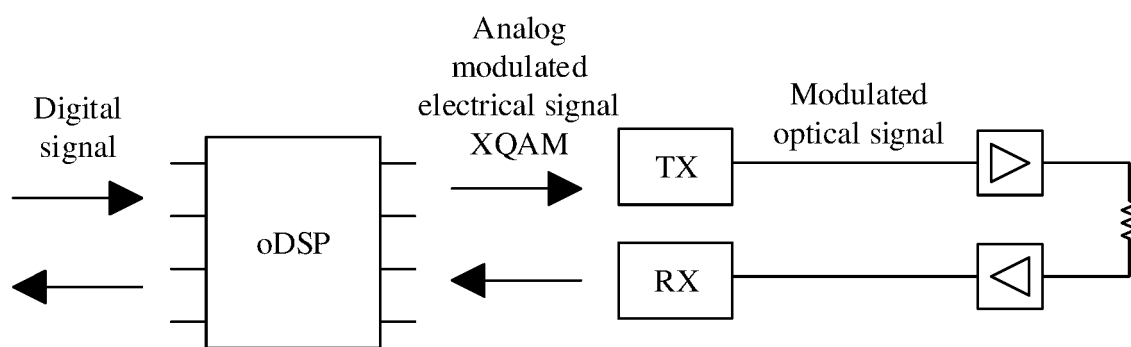 Digital
signal
oDSP
Analog
modulated
electrical signal
XQAM
TX
RX
Modulated
optical signal